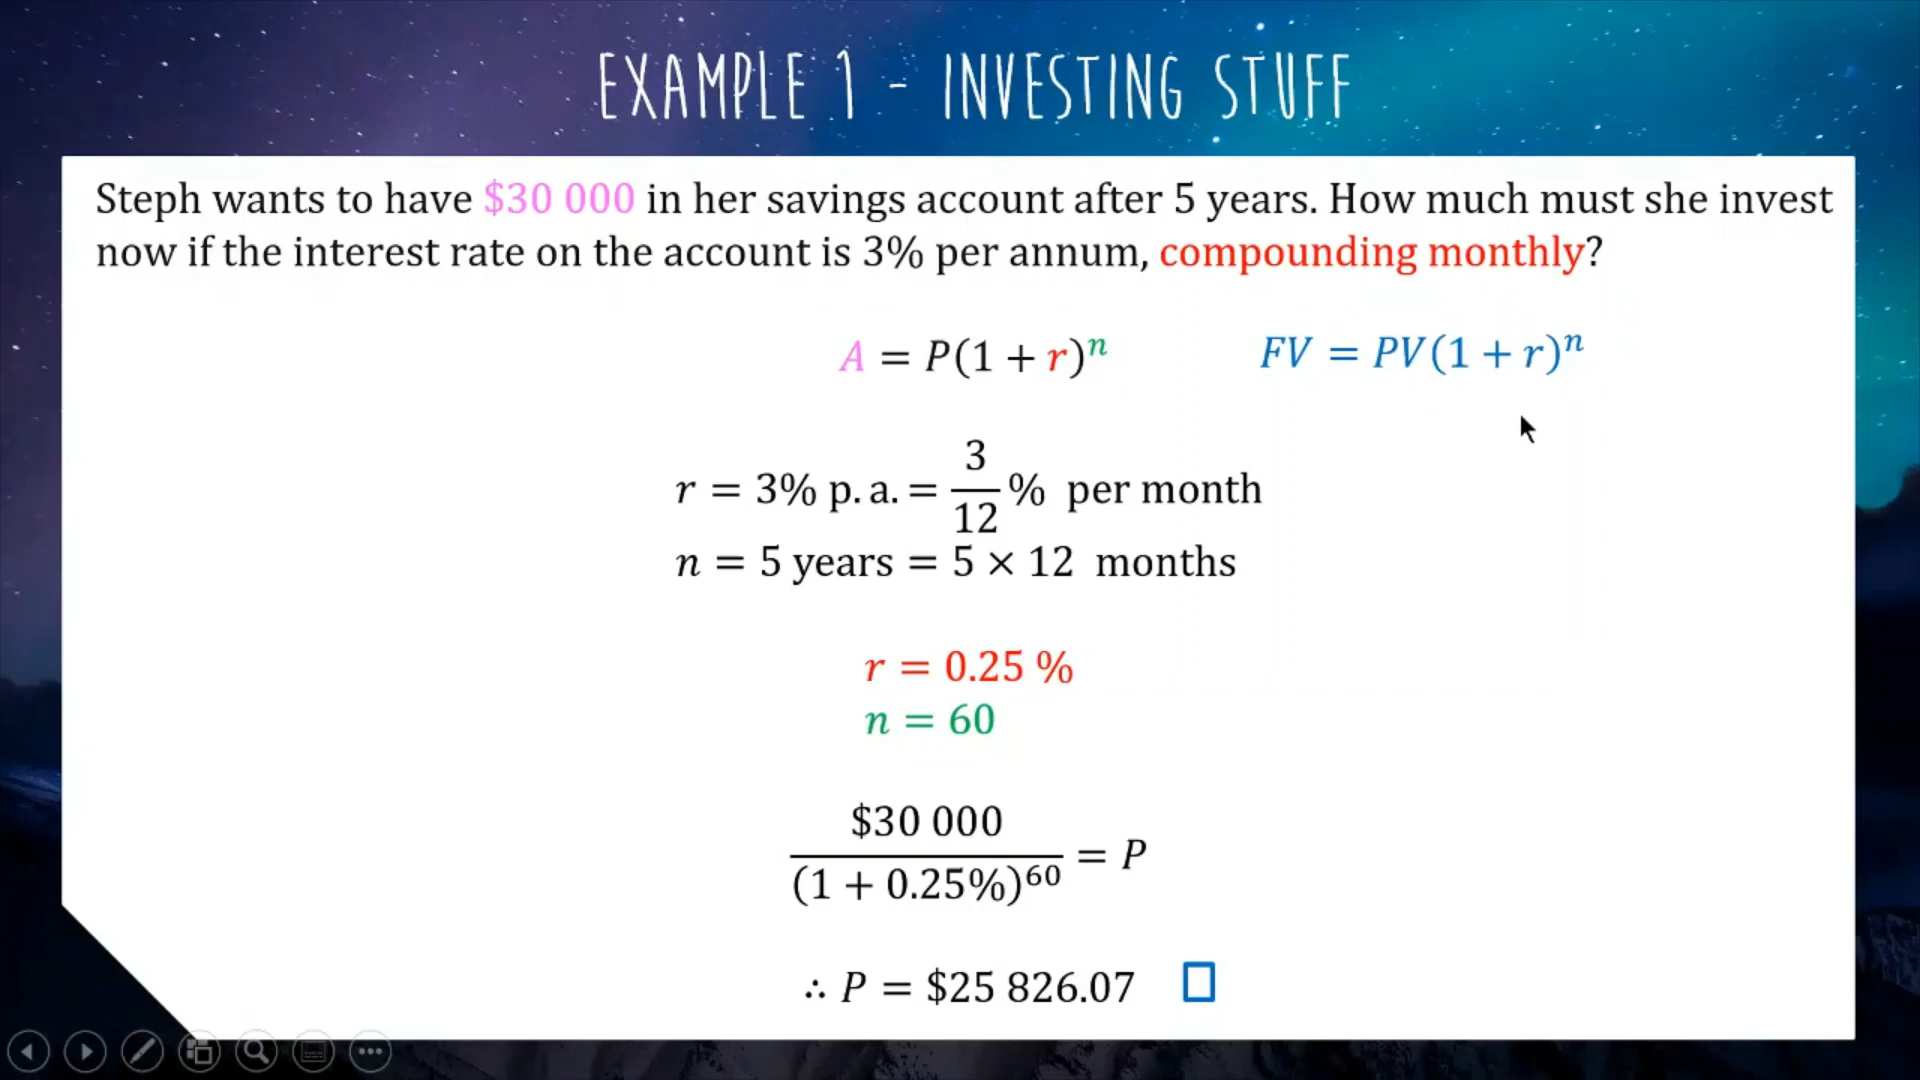 EXAMPLE 1 - INVESTING STUFF
Steph wants to have $30 000 in her savings account after 5 years. How much must she invest
now if the interest rate on the account is 3% per annum, compounding monthly?
A = P(1 + r)ⁿ FV = PV(1 + r)ⁿ
r = 3% p. a. = 3/12 % per month
n = 5 years = 5 × 12 months
r = 0.25 %
n = 60
$30 000/(1 + 0.25%)⁶⁰ = P
∴ P = $25 826.07